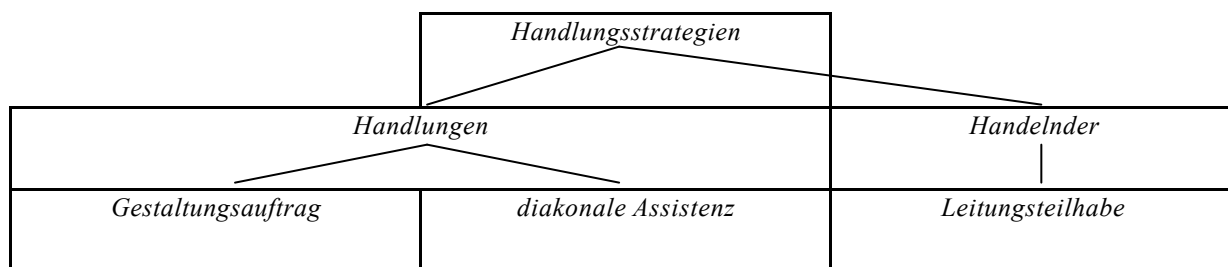 Handlungsstrategien
Handlungen
Handelnder
Gestaltungsauftrag
diakonale Assistenz
Leitungsteilhabe